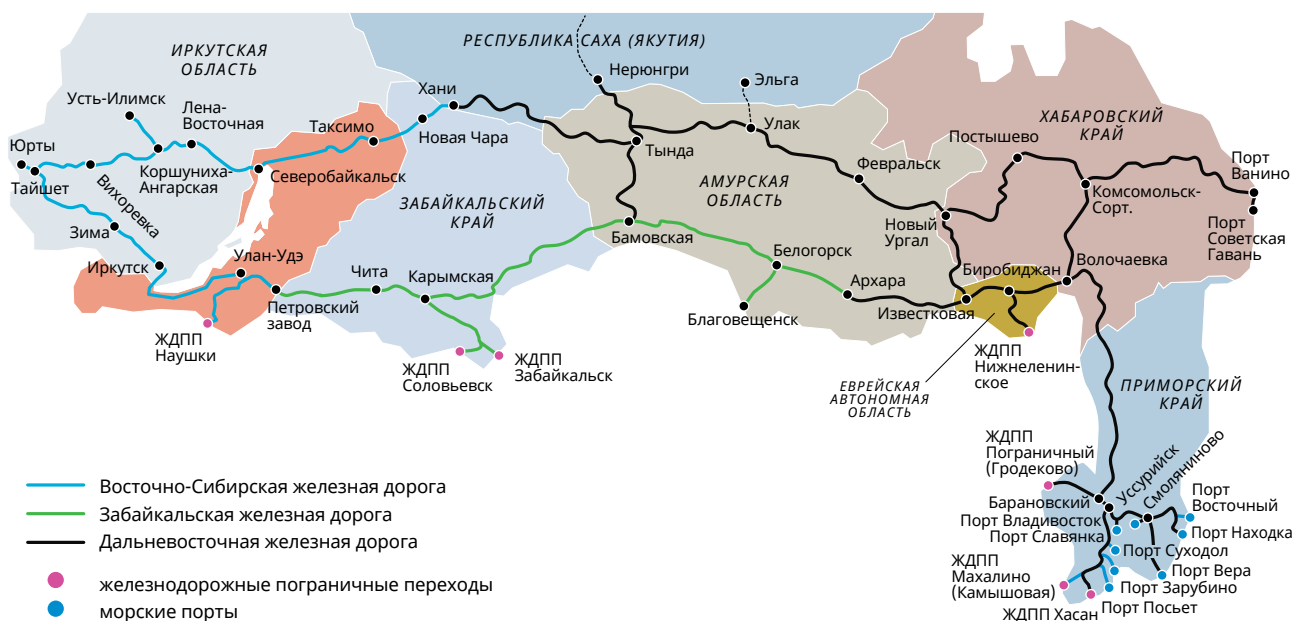 ИРКУТСКАЯ
ОБЛАСТЬ
РЕСПУБЛИКА САХА (ЯКУТИЯ)
Нерюнгри
Эльга
Хани
Усть-Илимск
Лена-
Восточная
Таксимо
Новая Чара
Улак
Постышево
ХАБАРОВСКИЙ
КРАЙ
Юрты
Тайшет
Вихоревка
Коршуниха-
Ангарская
Северобайкальск
Тында
Февральск
Порт
Ванино
АМУРСКАЯ
ОБЛАСТЬ
Комсомольск-
Сорт.
ЗАБАЙКАЛЬСКИЙ
КРАЙ
Зима
Бамовская
Новый
Ургал
Порт
Советская
Гавань
Иркутск
Улан-Удэ
Чита
Карымская
Белогорск
Архара
Биробиджан
Волочаевка
Петровский
завод
Благовещенск
Известковая
ЖДПП
Наушки
ЖДПП
Соловьевск
ЖДПП
Забайкальск
ЖДПП
Нижнеленин-
ское
ЕВРЕЙСКАЯ
АВТОНОМНАЯ
ОБЛАСТЬ
ПРИМОРСКИЙ
КРАЙ
ЖДПП
Пограничный
(Гродеково)
Уссурийск
Смоляниново
Барановский
Порт
Восточный
Порт Владивосток
Порт Славянка
Порт Находка
Порт Суходол
ЖДПП
Махалино
(Камышовая)
Порт Вера
Порт Зарубино
ЖДПП Хасан
Порт Посьет
Восточно-Сибирская железная дорога
Забайкальская железная дорога
Дальневосточная железная дорога
железнодорожные пограничные переходы
морские порты